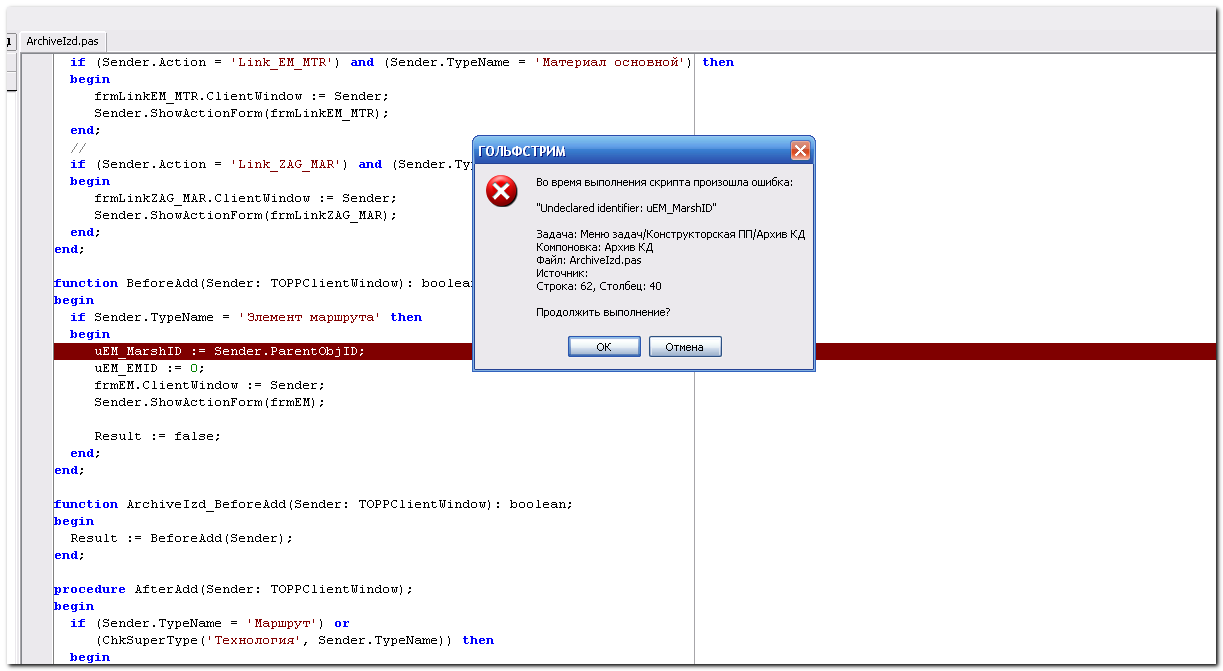 ArchiveIzd.pas
if (Sender.Action = 'Link_EM_MTR') and (Sender.TypeName = 'Материал основной') then
begin
frmLinkEM_MTR.ClientWindow := Sender;
Sender.ShowActionForm(frmLinkEM_MTR);
end;
//
if (Sender.Action = 'Link_ZAG_MAR') and (Sender.Ty
begin
frmLinkZAG_MAR.ClientWindow := Sender;
Sender.ShowActionForm(frmLinkZAG_MAR);
end;
end;
function BeforeAdd(Sender: TOPPClientWindow): boolea
begin
if Sender.TypeName = 'Элемент маршрута' then
begin
uEM_MarshID := Sender.ParentObjID;
uEM_EMID := 0;
frmEM.ClientWindow := Sender;
Sender.ShowActionForm(frmEM);
Result := false;
end;
end;
function ArchiveIzd_BeforeAdd(Sender: TOPPClientWindow): boolean;
begin
Result := BeforeAdd(Sender);
end;
procedure AfterAdd(Sender: TOPPClientWindow);
begin
if (Sender.TypeName = 'Маршрут') or
(ChkSuperType('Технология', Sender.TypeName)) then
begin
ГОЛЬФСТРИМ
Во время выполнения скрипта произошла ошибка:
"Undeclared identifier: uEM_MarshID"
Задача: Меню задач/Конструкторская ПП/Архив КД
Компоновка: Архив КД
Файл: ArchiveIzd.pas
Источник:
Строка: 62, Столбец: 40
Продолжить выполнение?
OK Отмена